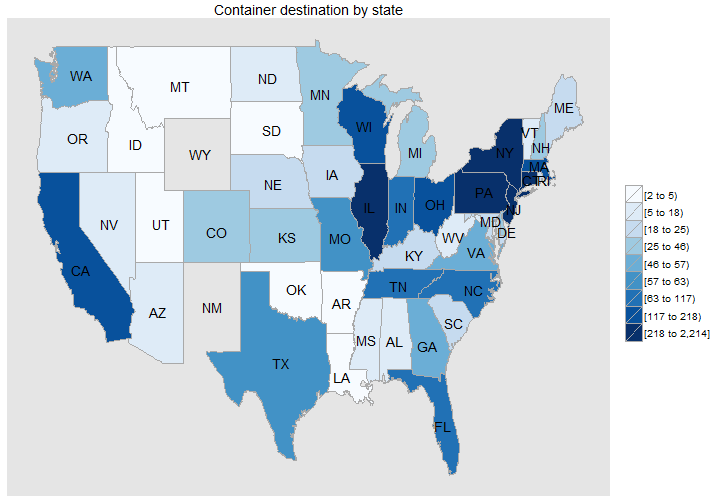 Container destination by state
WA
MT
ND
MN
ME
VT
NH
OR
ID
SD
WI
MI
NY
MA
WY
CT
RI
NE
IA
PA
NJ
NV
UT
CO
KS
IL
IN
OH
MD
DE
CA
MO
KY
WV
VA
AZ
NM
OK
AR
TN
NC
SC
TX
LA
MS
AL
GA
FL
[2 to 5)
[5 to 18)
[18 to 25)
[25 to 46)
[46 to 57)
[57 to 63)
[63 to 117)
[117 to 218)
[218 to 2,214]